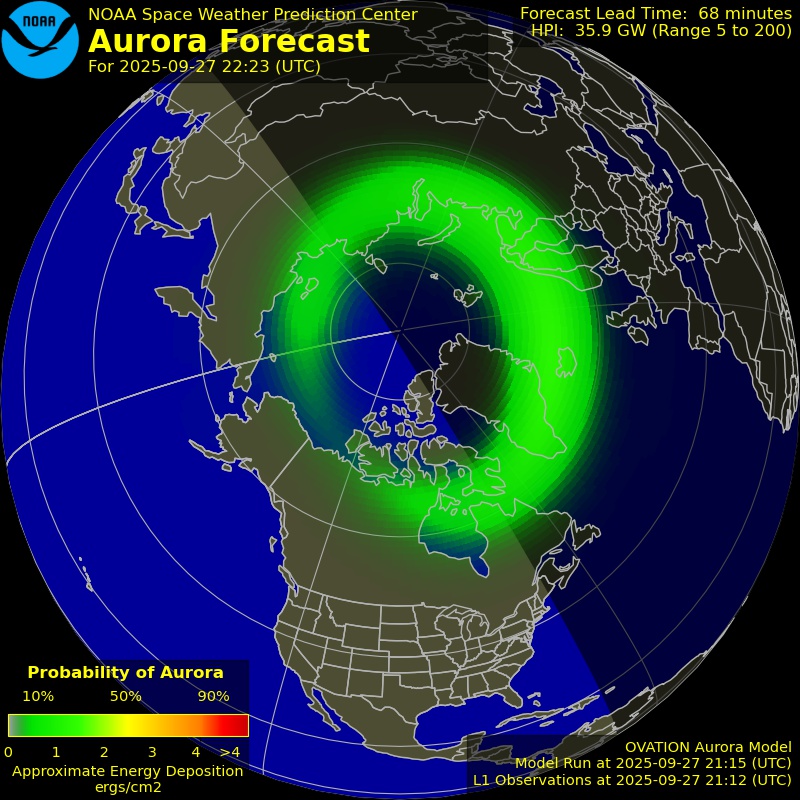 NOAA
NOAA Space Weather Prediction Center
Aurora Forecast
For 2025-09-27 22:23 (UTC)
Forecast Lead Time: 68 minutes
HPI: 35.9 GW (Range 5 to 200)
Probability of Aurora
10% 50% 90%
0 1 2 3 4 >4
Approximate Energy Deposition
ergs/cm2
OVATION Aurora Model
Model Run at 2025-09-27 21:15 (UTC)
L1 Observations at 2025-09-27 21:12 (UTC)